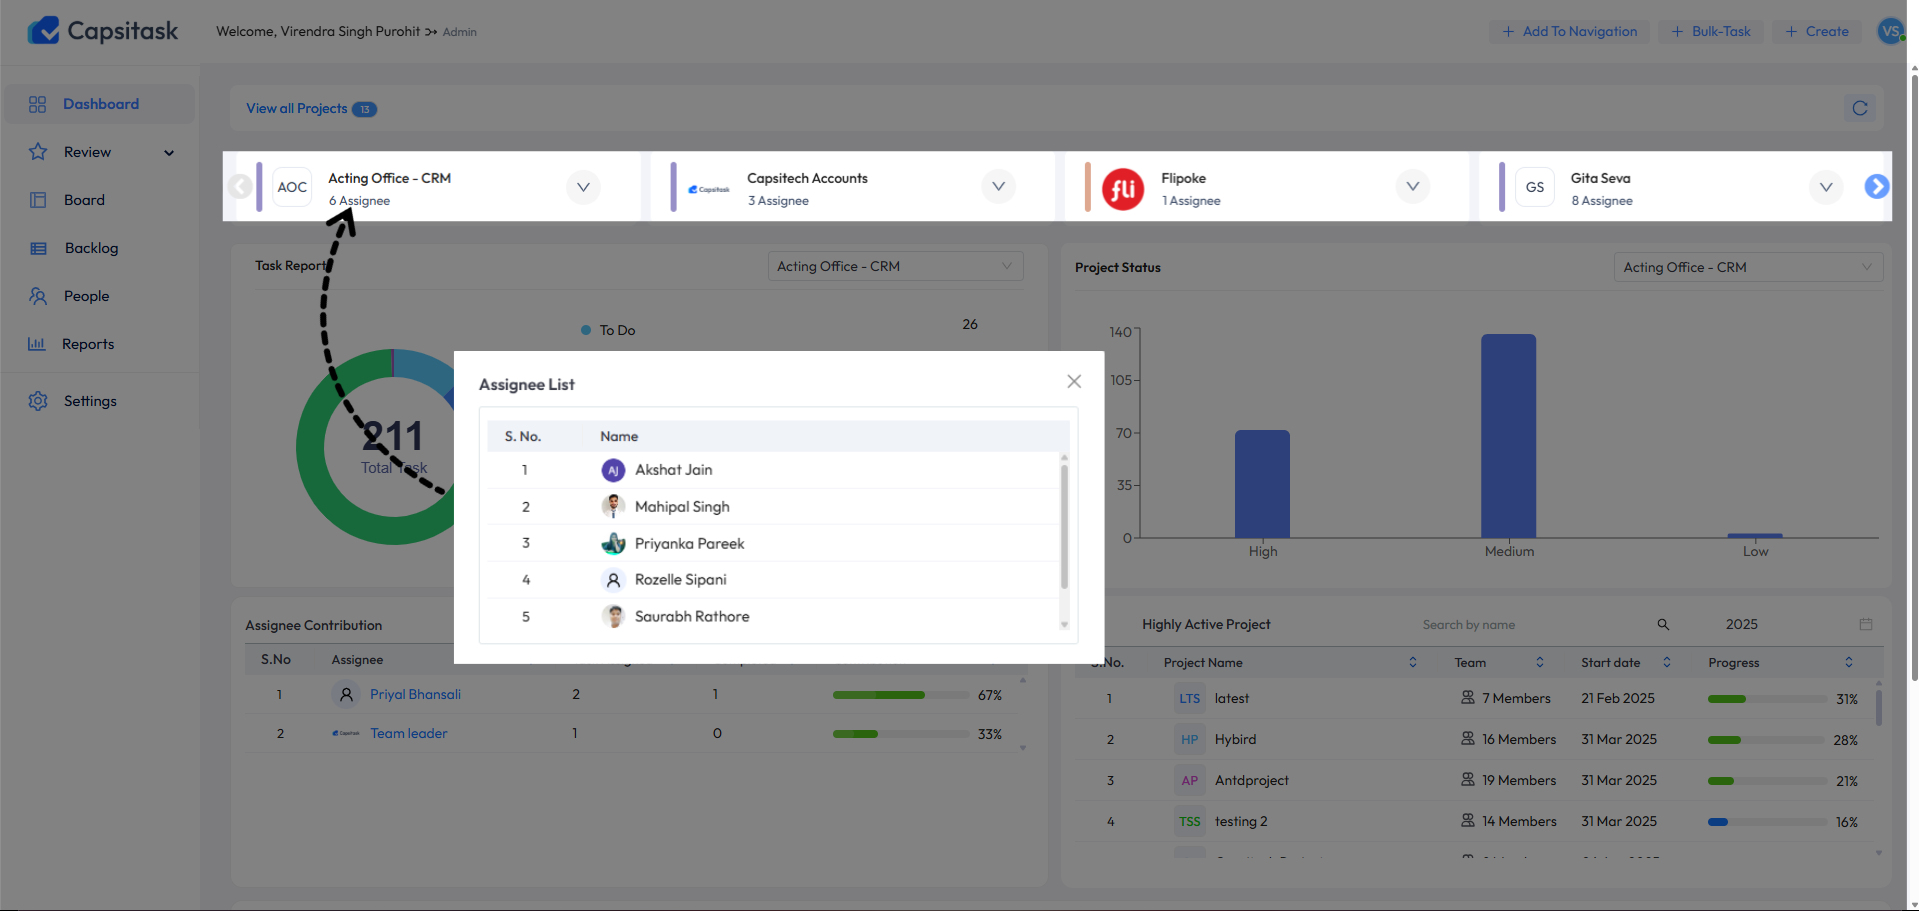 Capsitask
Welcome, Virendra Singh Purohit Admin
Add To Navigation
Bulk-Task
Create
VS
Dashboard
Review
Board
Backlog
People
Reports
Settings
View all Projects 13
AOC
Acting Office - CRM
6 Assignee
Capsitask
Capsitech Accounts
3 Assignee
fli
Flipoke
1 Assignee
GS
Gita Seva
8 Assignee
Task Report
Acting Office - CRM
To Do
26
211
Total Task
Project Status
Acting Office - CRM
140
105
70
35
0
High
Medium
Low
Assignee List
S. No. Name
1 AJ Akshat Jain
2 Mahipal Singh
3 Priyanka Pareek
4 Rozelle Sipani
5 Saurabh Rathore
Assignee Contribution
S.No Assignee
1 Priyal Bhansali 2 1 67%
2 Capsitask Team leader 1 0 33%
Highly Active Project
Search by name
2025
S.No. Project Name Team Start date Progress
1 LTS latest 7 Members 21 Feb 2025 31%
2 HP Hybird 16 Members 31 Mar 2025 28%
3 AP Antdproject 19 Members 31 Mar 2025 21%
4 TSS testing 2 14 Members 31 Mar 2025 16%